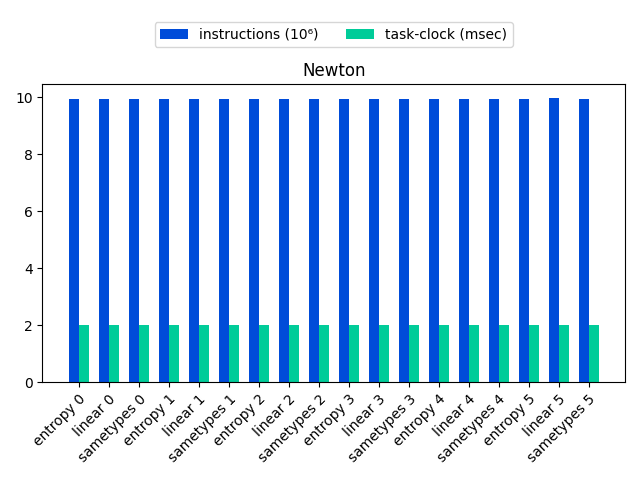 instructions (10⁶) task-clock (msec)
Newton
10
8
6
4
2
0
entropy 0
linear 0
sametypes 0
entropy 1
linear 1
sametypes 1
entropy 2
linear 2
sametypes 2
entropy 3
linear 3
sametypes 3
entropy 4
linear 4
sametypes 4
entropy 5
linear 5
sametypes 5